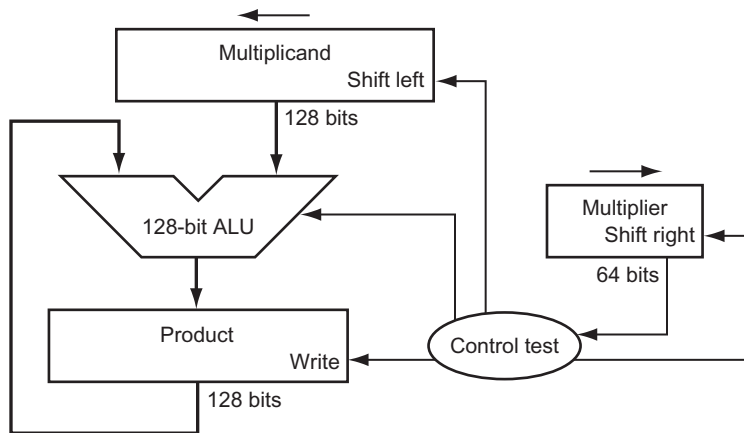 Multiplicand
Shift left
128 bits
128-bit ALU
Multiplier
Shift right
64 bits
Product
Write
Control test
128 bits